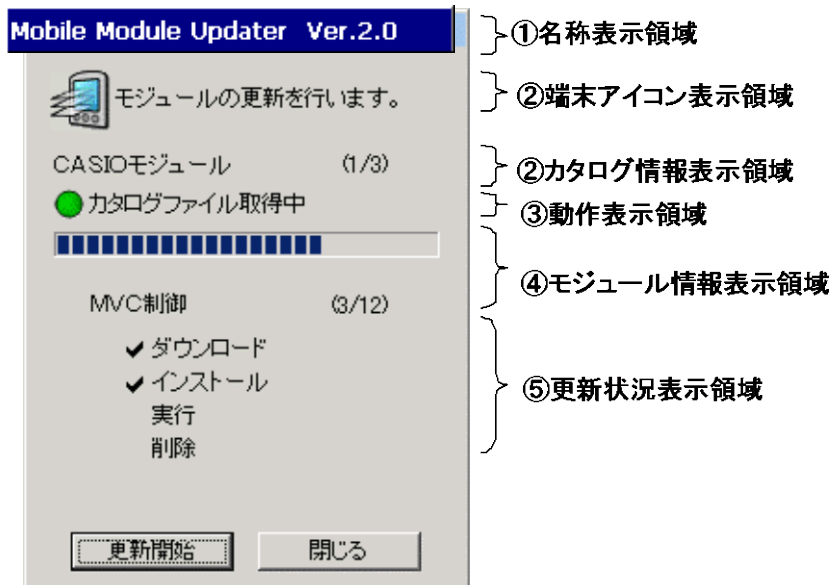 Mobile Module Updater Ver.2.0
①名称表示領域
モジュールの更新を行います。
②端末アイコン表示領域
CASIOモジュール (1/3)
②カタログ情報表示領域
カタログファイル取得中
③動作表示領域
④モジュール情報表示領域
MVC制御 (3/12)
ダウンロード
インストール
実行
削除
⑤更新状況表示領域
更新開始 閉じる